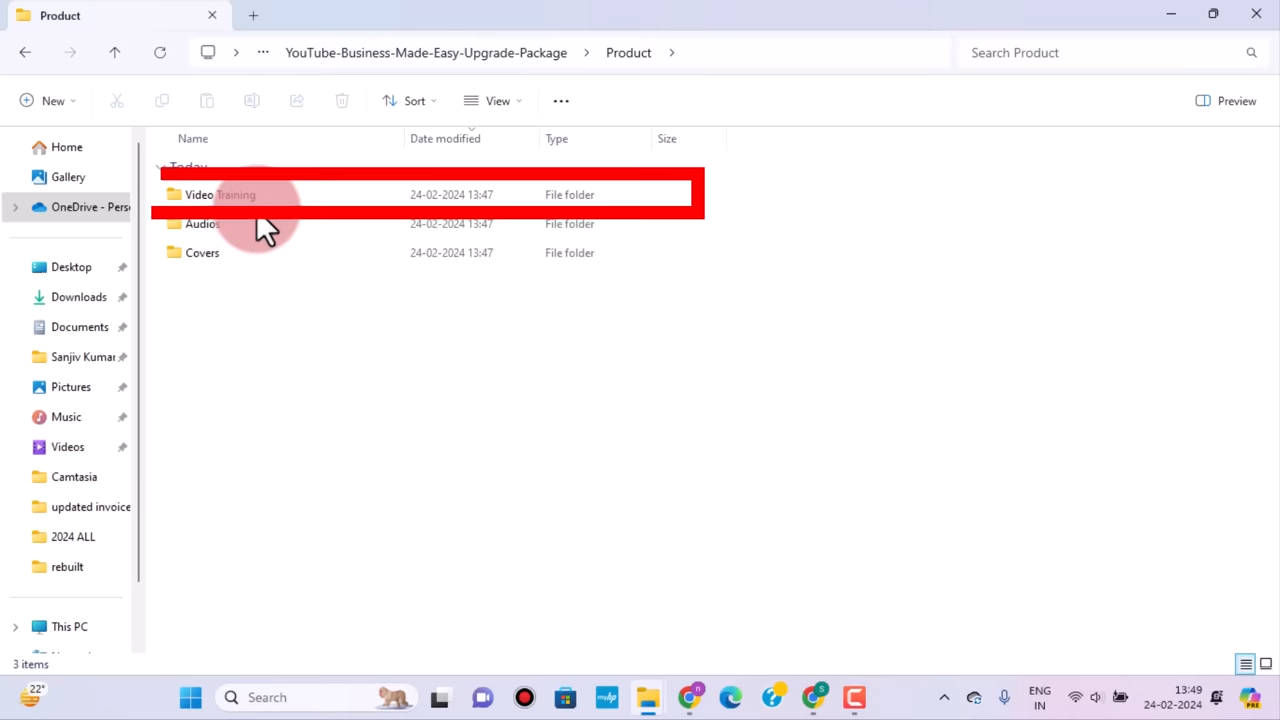 Product
YouTube-Business-Made-Easy-Upgrade-Package
Product
Search Product
New
Sort
View
Preview
Home
Gallery
OneDrive - Pers
Desktop
Downloads
Documents
Sanjiv Kumar
Pictures
Music
Videos
Camtasia
updated invoice
2024 ALL
rebuilt
This PC
Name Date modified Type Size
Today
Video Training 24-02-2024 13:47 File folder
Audios 24-02-2024 13:47 File folder
Covers 24-02-2024 13:47 File folder
3 items
22°
Search
myhp
n
S
ENG
IN
13:49
24-02-2024
PRE